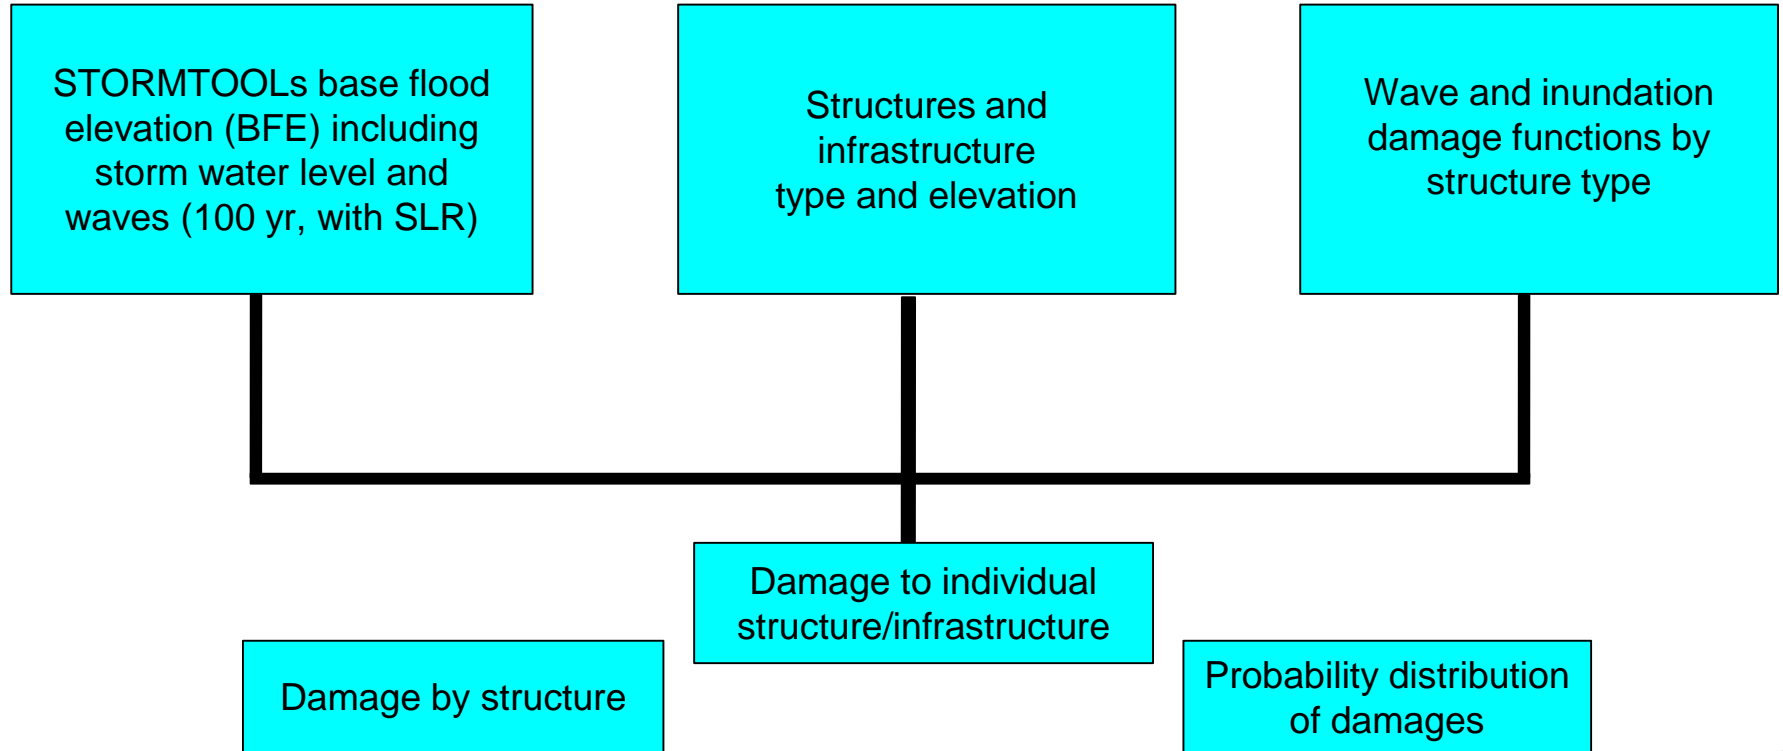 STORMTOOLs base flood
elevation (BFE) including
storm water level and
waves (100 yr, with SLR)
Structures and
infrastructure
type and elevation
Wave and inundation
damage functions by
structure type
Damage to individual
structure/infrastructure
Damage by structure
Probability distribution
of damages